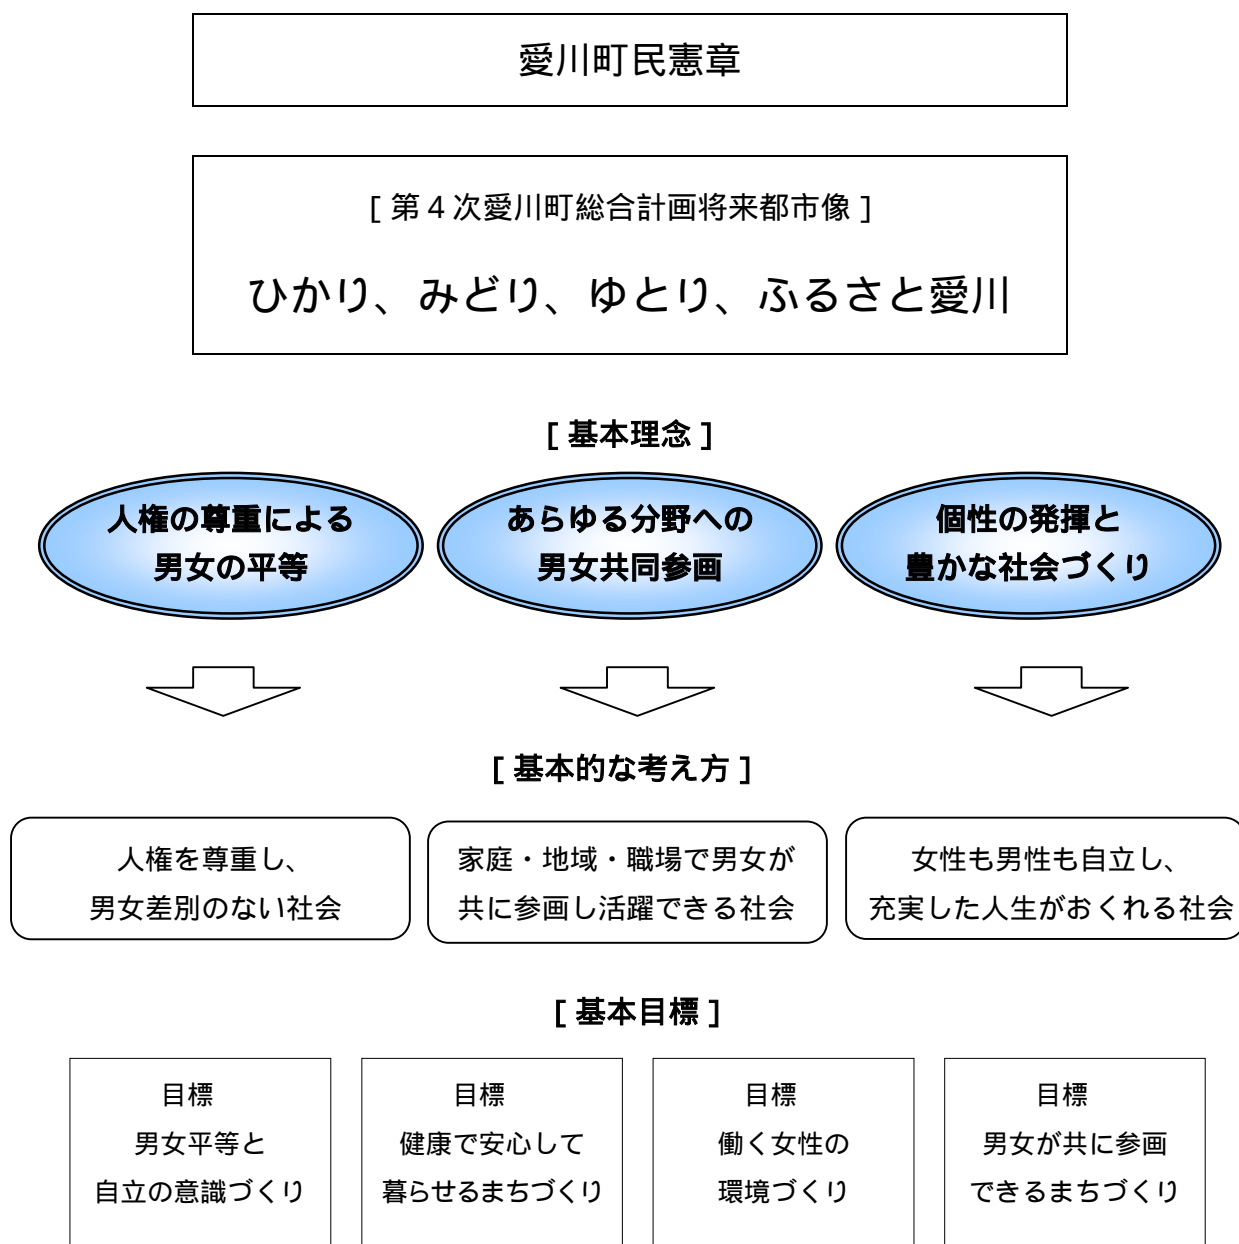 愛川町民憲章
[ 第4次愛川町総合計画将来都市像 ]
ひかり、みどり、ゆとり、ふるさと愛川
[ 基本理念 ]
人権の尊重による
男女の平等
あらゆる分野への
男女共同参画
個性の発揮と
豊かな社会づくり
[ 基本的な考え方 ]
人権を尊重し、
男女差別のない社会
家庭・地域・職場で男女が
共に参画し活躍できる社会
女性も男性も自立し、
充実した人生がおくれる社会
[ 基本目標 ]
目標
男女平等と
自立の意識づくり
目標
健康で安心して
暮らせるまちづくり
目標
働く女性の
環境づくり
目標
男女が共に参画
できるまちづくり